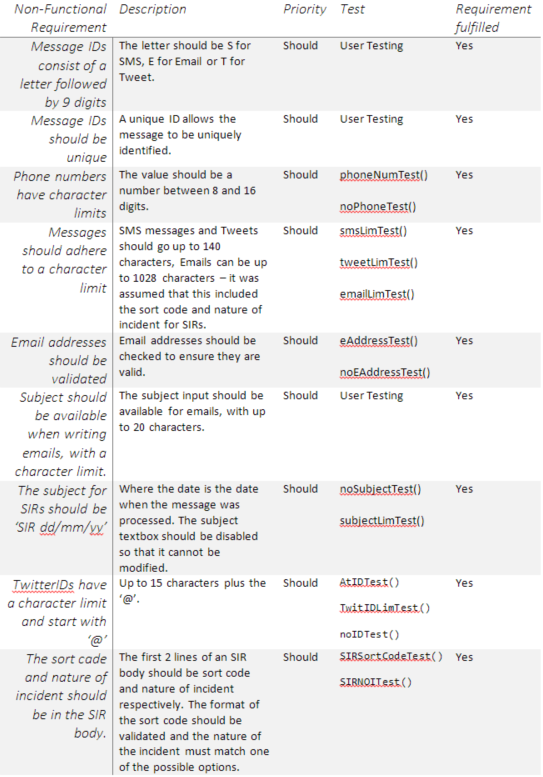 Non-Functional Requirement Description Priority Test Requirement fulfilled
Message IDs consist of a letter followed by 9 digits
The letter should be S for
SMS, E for Email or T for
Tweet.
Should
User Testing
Yes
Message IDs should be unique
A unique ID allows the
message to be uniquely
identified.
Should
User Testing
Yes
Phone numbers have character limits
The value should be a
number between 8 and 16
digits.
Should
phoneNumTest()
noPhoneTest()
Yes
Messages should adhere to a character limit
SMS messages and Tweets
should go up to 140
characters, Emails can be up
to 1028 characters – it was
assumed that this included
the sort code and nature of
incident for SIRs.
Should
smsLimTest()
tweetLimTest()
emailLimTest()
Yes
Email addresses should be validated
Email addresses should be
checked to ensure they are
valid.
Should
eAddressTest()
noEAddressTest()
Yes
Subject should be available when writing emails, with a character limit.
The subject input should be
available for emails, with up
to 20 characters.
Should
User Testing
Yes
The subject for SIRs should be 'SIR dd/mm/yy'
Where the date is the date
when the message was
processed. The subject
textbox should be disabled
so that it cannot be
modified.
Should
noSubjectTest()
subjectLimTest()
Yes
TwitterIDs have a character limit and start with '@'
Up to 15 characters plus the
'@'.
Should
AtIDTest()
TwitIDLimTest()
noIDTest()
Yes
The sort code and nature of incident should be in the SIR body.
The first 2 lines of an SIR
body should be sort code
and nature of incident
respectively. The format of
the sort code should be
validated and the nature of
the incident must match one
of the possible options.
Should
SIRSortCodeTest()
SIRNOITest()
Yes